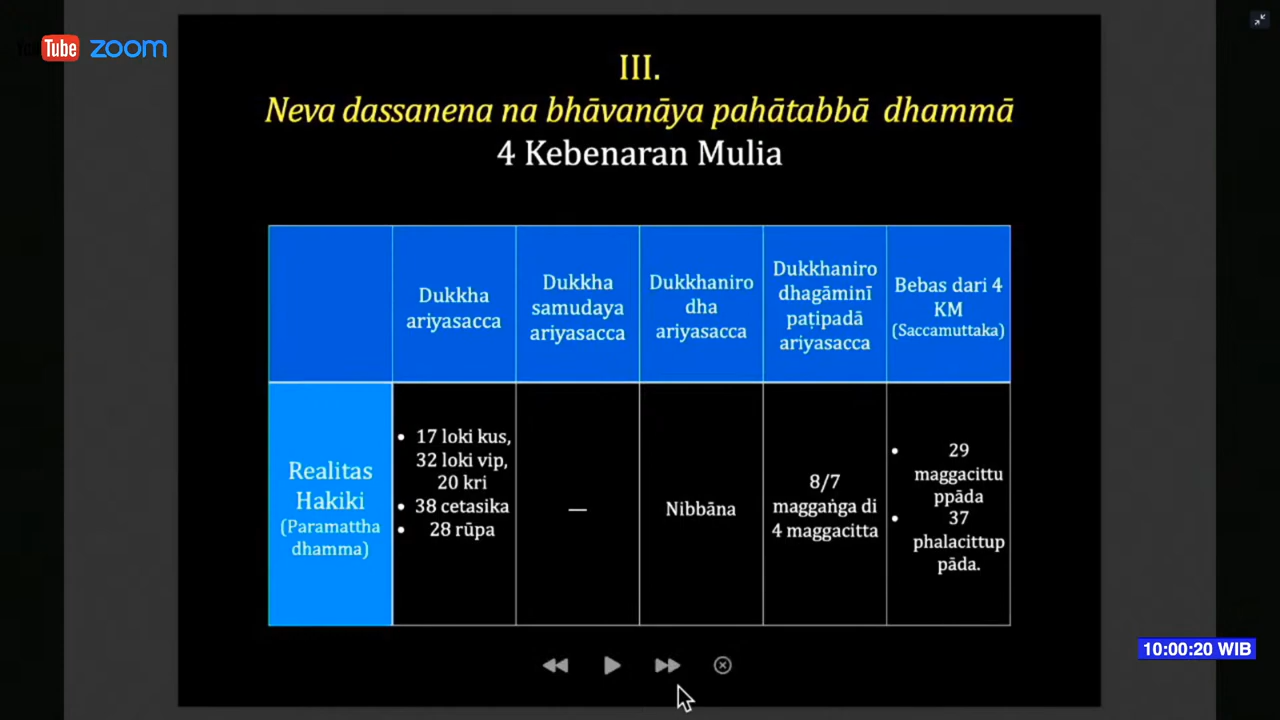 YouTube zoom
III.
Neva dassanena na bhāvanāya pahātabbā dhammā
4 Kebenaran Mulia
Dukkha
ariyasacca
Dukkha
samudaya
ariyasacca
Dukkhaniro
dha
ariyasacca
Dukkhaniro
dhagāminī
paṭipadā
ariyasacca
Bebas dari 4
KM
(Saccamuttaka)
Realitas
Hakiki
(Paramattha
dhamma)
• 17 loki kus,
32 loki vip,
20 kri
• 38 cetasika
• 28 rūpa
—
Nibbāna
8/7
maggaṅga di
4 maggacitta
• 29
maggacittu
ppāda
• 37
phalacittup
pāda.
10:00:20 WIB